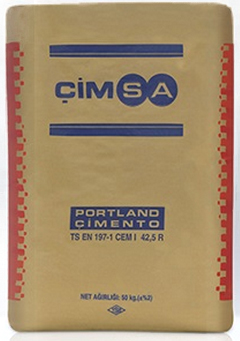 ÇİMSA
PORTLAND
ÇİMENTO
TS EN 197-1 CEM I 42,5 R
NET AĞIRLIĞI: 50 kg.(±%2)